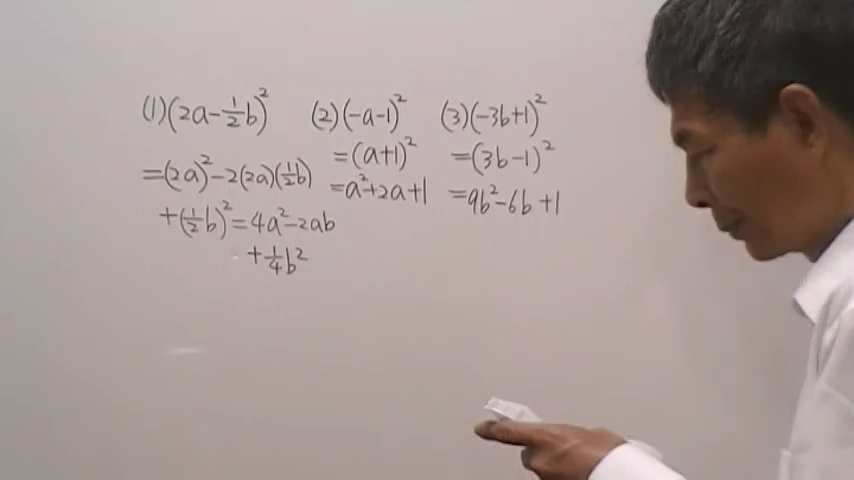 (1)(2a-½b)²
=(2a)²-2(2a)(½b)
+(½b)²=4a²-2ab
+¼b²
(2)(-a-1)²
=(a+1)²
=a²+2a+1
(3)(-3b+1)²
=(3b-1)²
=9b²-6b+1